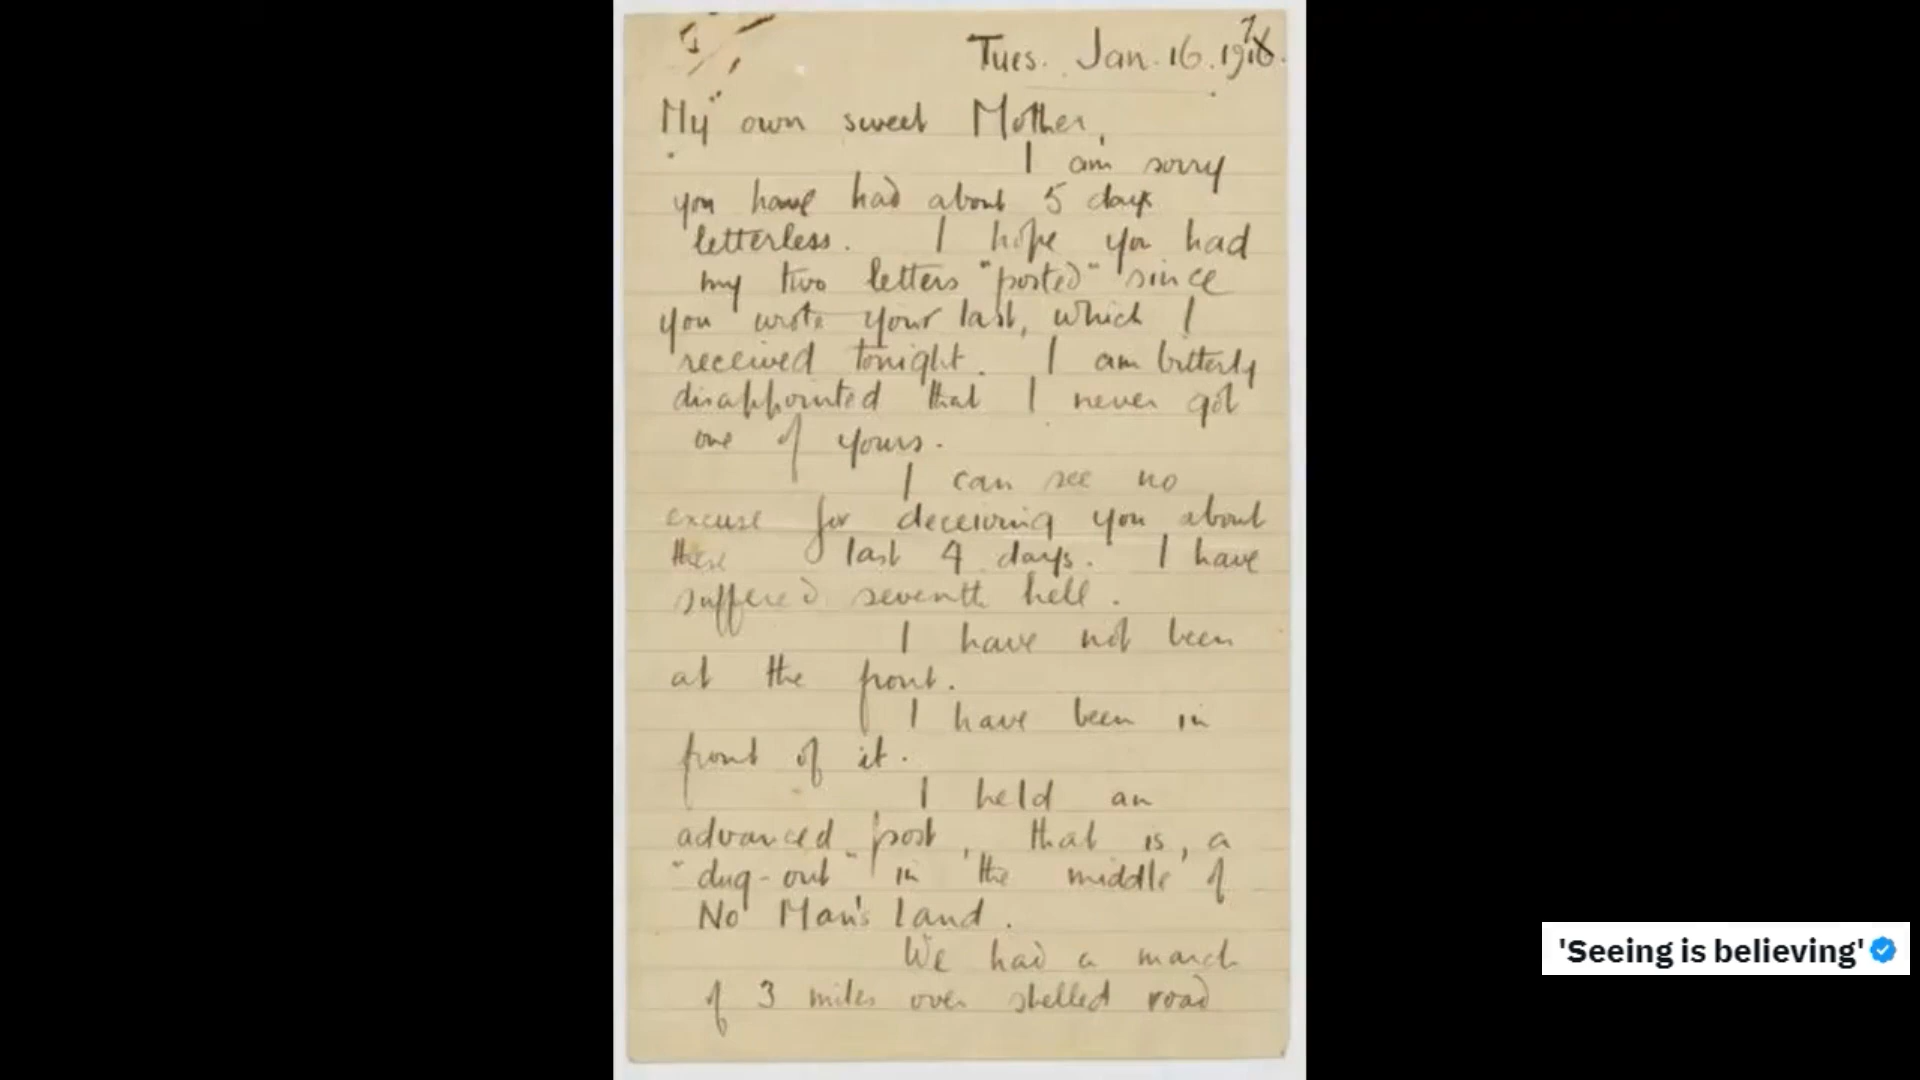 Tues. Jan. 16. 1917
My own sweet Mother,
I am sorry
you have had about 5 days
letterless. I hope you had
my two letters "posted" since
you wrote your last, which I
received tonight. I am bitterly
disappointed that I never got
one of yours.
I can see no
excuse for deceiving you about
these last 4 days. I have
suffered seventh hell.
I have not been
at the front.
I have been in
front of it.
I held an
advanced post, that is, a
"dug-out" in the middle of
No Man's Land.
We had a march
of 3 miles over shelled road
'Seeing is believing'